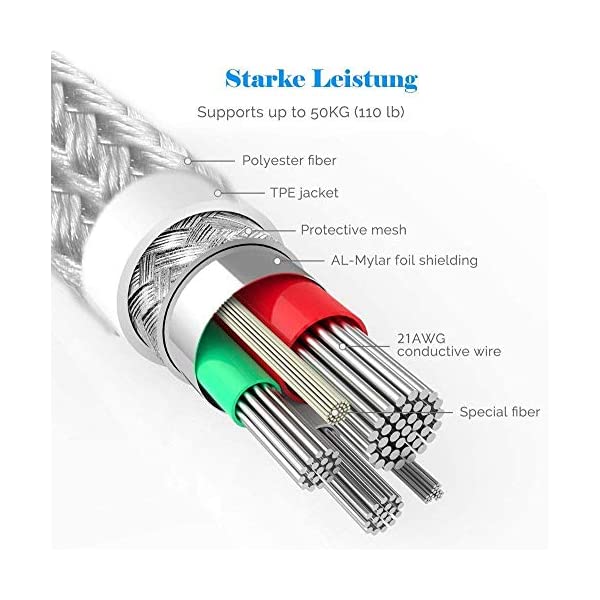 Starke Leistung
Supports up to 50KG (110 lb)
Polyester fiber
TPE jacket
Protective mesh
AL-Mylar foil shielding
21AWG
conductive wire
Special fiber